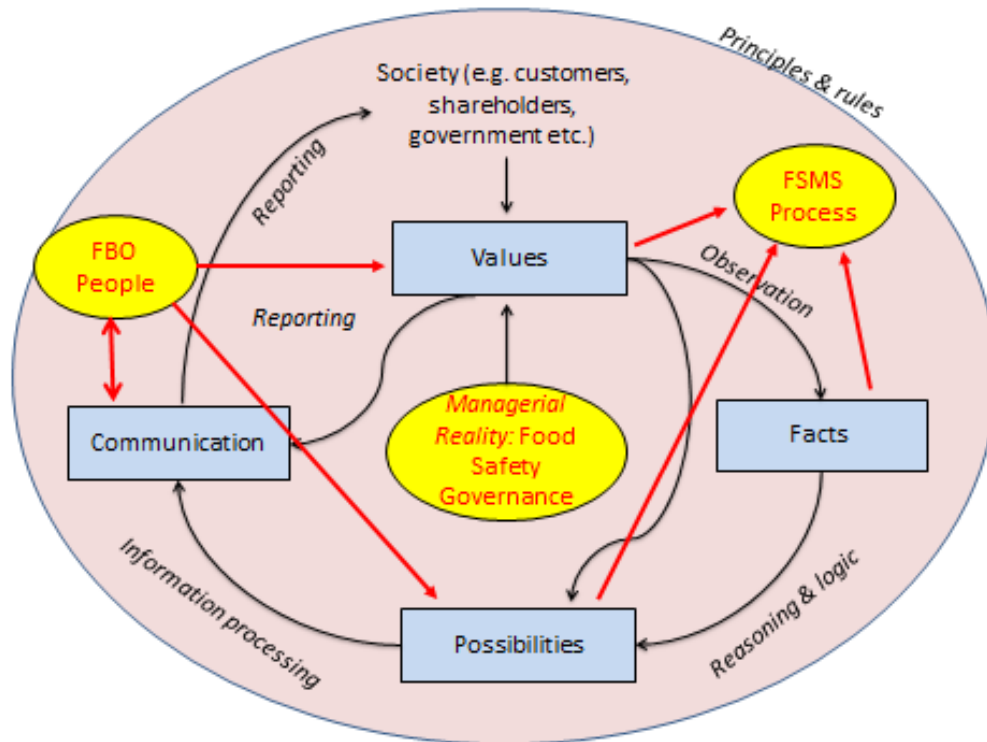 Principles & rules
Society (e.g. customers,
shareholders,
government etc.)
Reporting
FSMS
Process
FBO
People
Values
Observation
Reporting
Managerial
Reality: Food
Safety
Governance
Communication
Facts
Information processing
Possibilities
Reasoning & logic